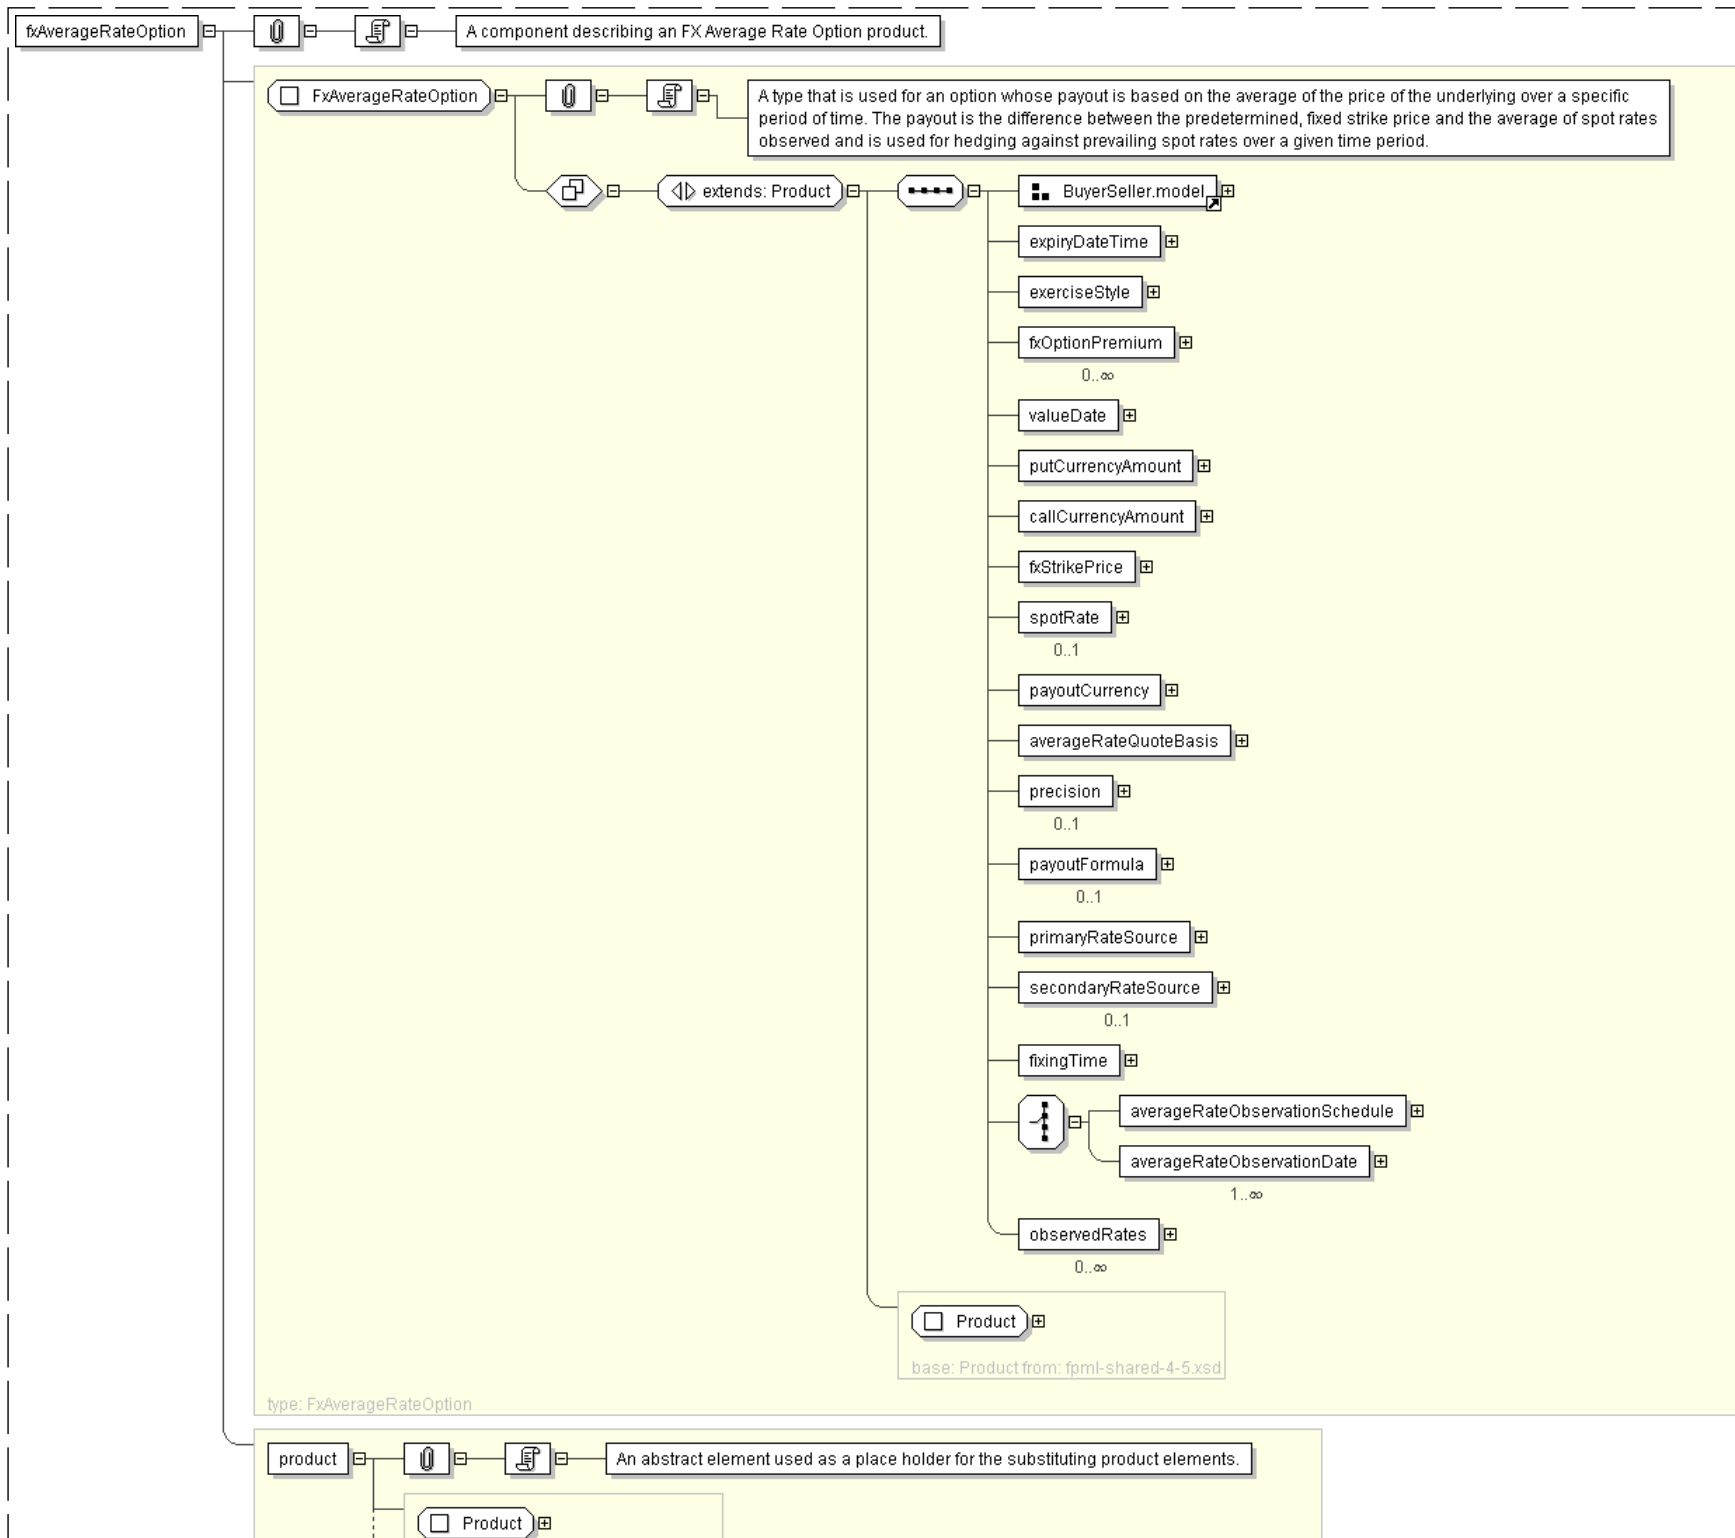 fxAverageRateOption
A component describing an FX Average Rate Option product.
FxAverageRateOption
A type that is used for an option whose payout is based on the average of the price of the underlying over a specific
period of time. The payout is the difference between the predetermined, fixed strike price and the average of spot rates
observed and is used for hedging against prevailing spot rates over a given time period.
extends: Product
BuyerSeller.model
expiryDateTime
exerciseStyle
fxOptionPremium
0..∞
valueDate
putCurrencyAmount
callCurrencyAmount
fxStrikePrice
spotRate
0..1
payoutCurrency
averageRateQuoteBasis
precision
0..1
payoutFormula
0..1
primaryRateSource
secondaryRateSource
0..1
fixingTime
averageRateObservationSchedule
averageRateObservationDate
1..∞
observedRates
0..∞
Product
base: Product from: fpml-shared-4-5.xsd
type: FxAverageRateOption
product
An abstract element used as a place holder for the substituting product elements.
Product